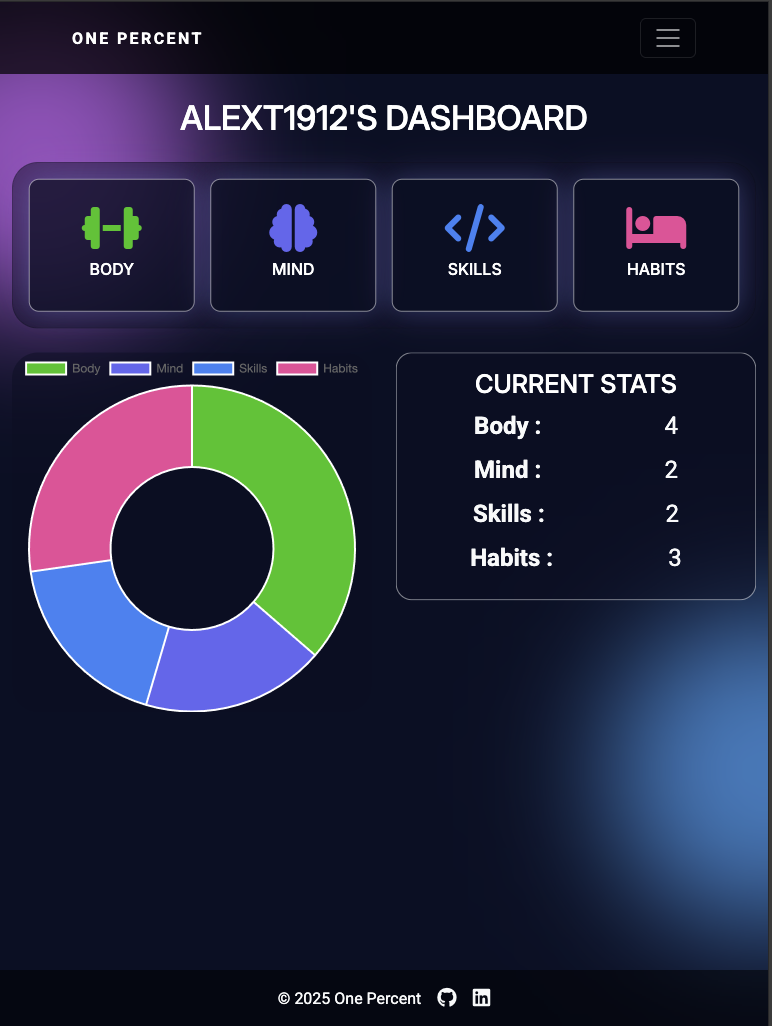 ONE PERCENT
ALEXT1912'S DASHBOARD
BODY MIND SKILLS HABITS
Body Mind Skills Habits
CURRENT STATS
Body : 4
Mind : 2
Skills : 2
Habits : 3
© 2025 One Percent